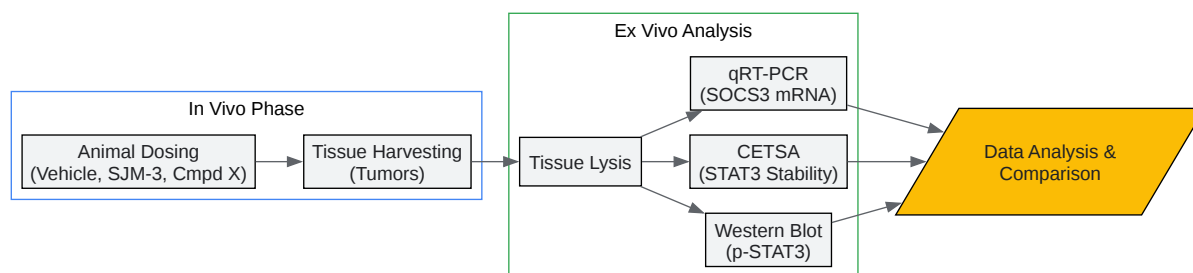 In Vivo Phase
Animal Dosing
(Vehicle, SJM-3, Cmpd X)
Tissue Harvesting
(Tumors)
Ex Vivo Analysis
Tissue Lysis
qRT-PCR
(SOCS3 mRNA)
CETSA
(STAT3 Stability)
Western Blot
(p-STAT3)
Data Analysis &
Comparison